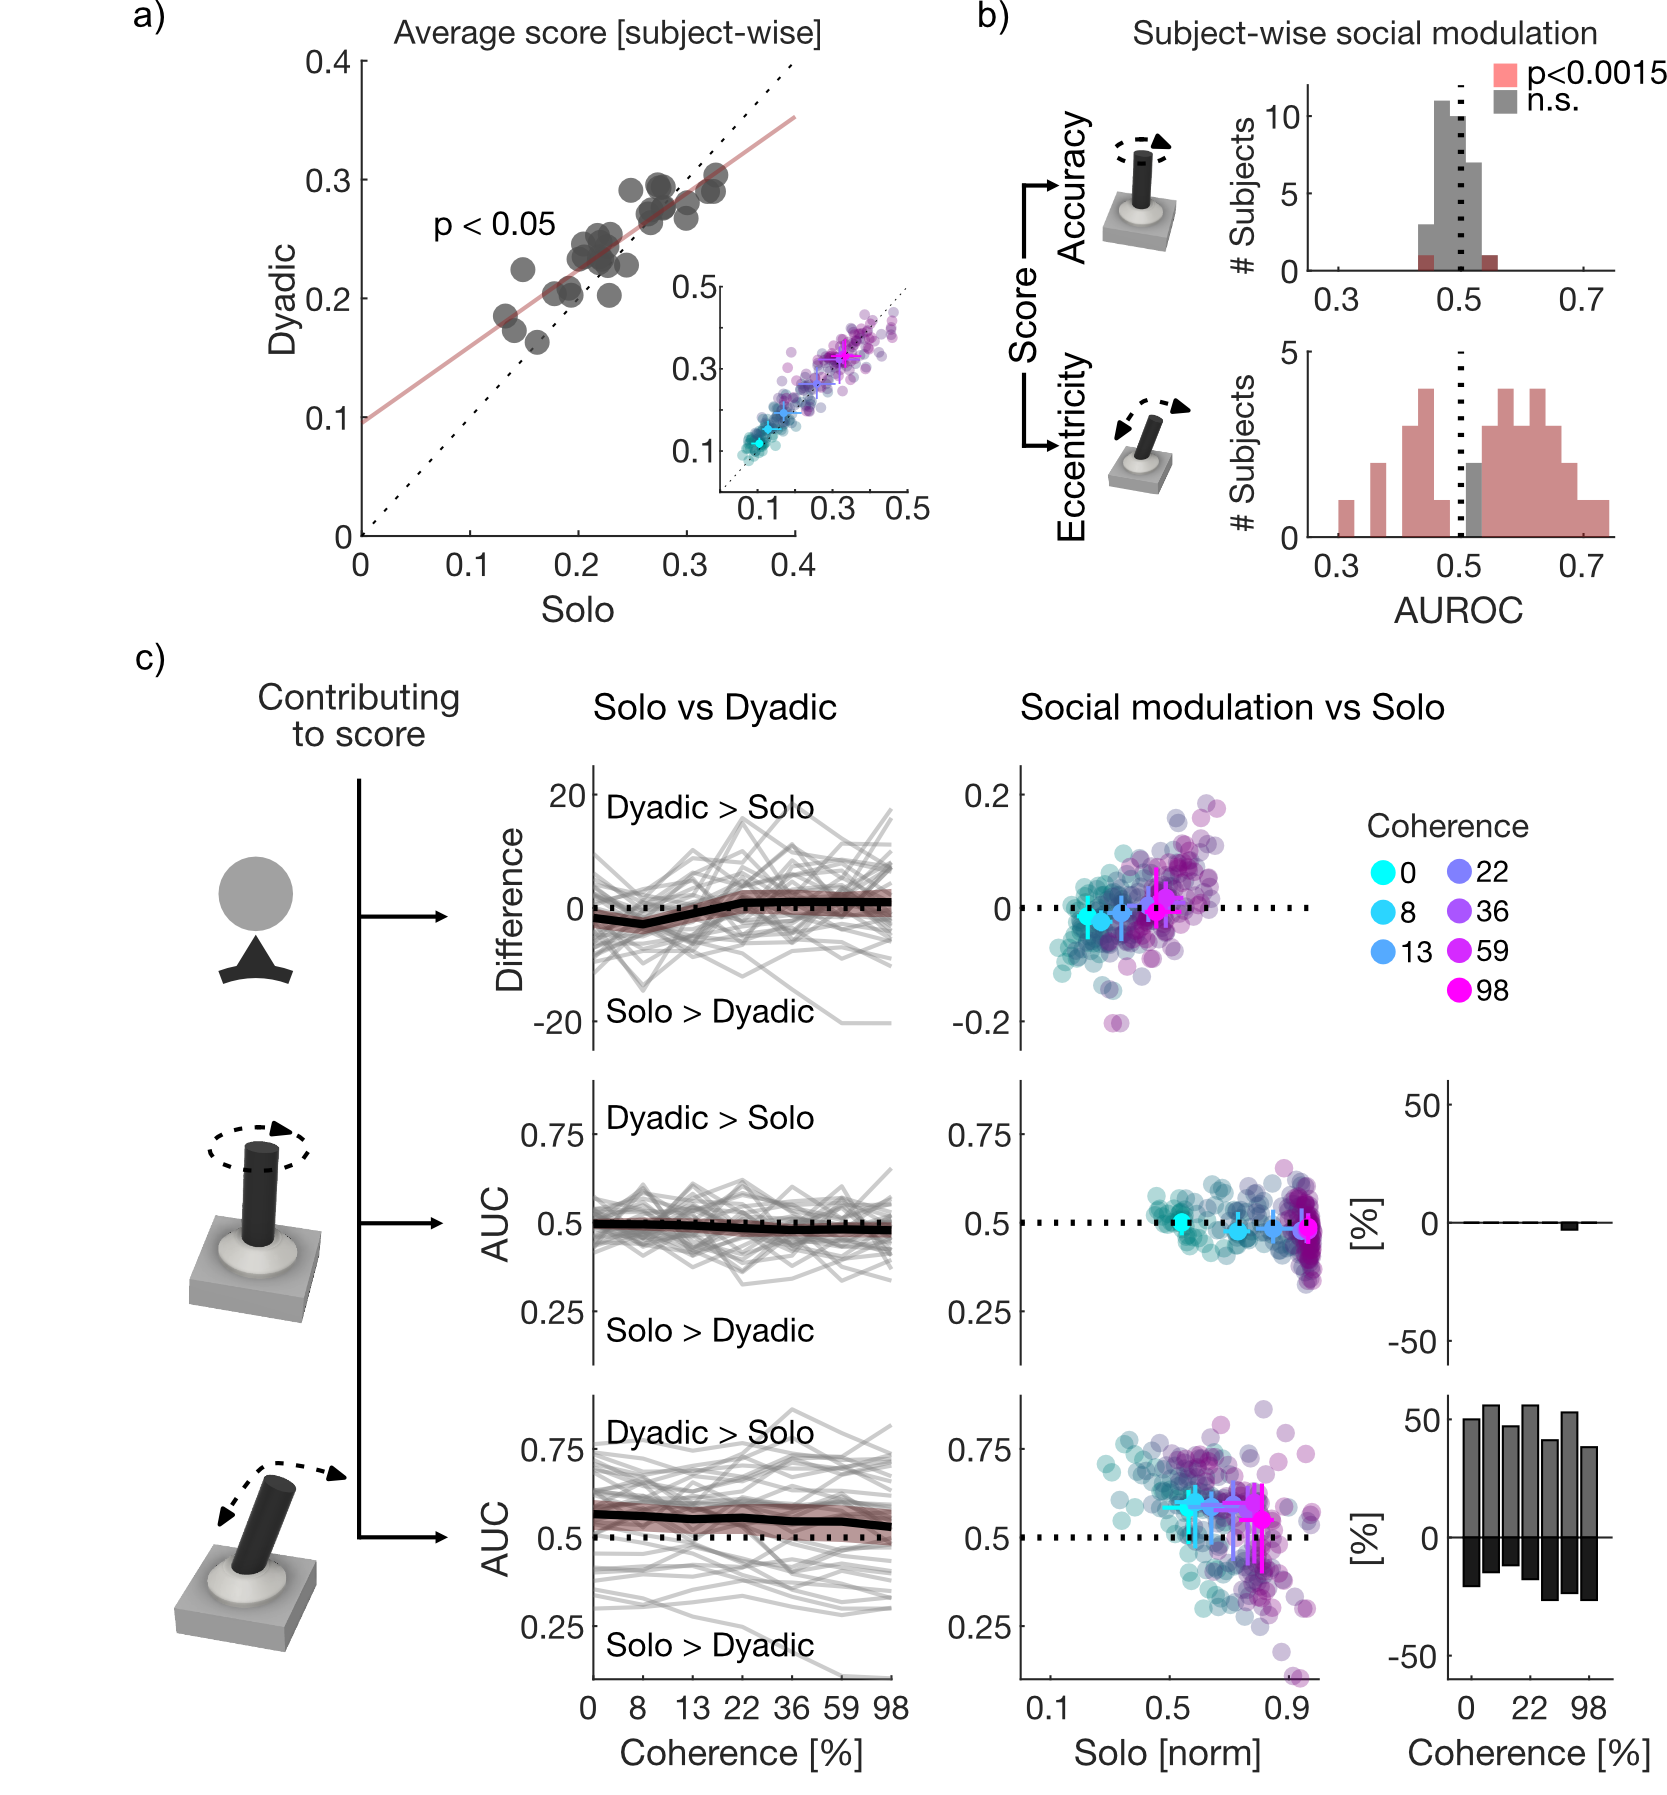 a)
Average score [subject-wise]
0.4
0.3
0.2
0.1
0
Dyadic
p < 0.05
0.5
0.3
0.1
0.1 0.3 0.5
0 0.1 0.2 0.3 0.4
Solo
b)
Subject-wise social modulation
p<0.0015
n.s.
Score
Accuracy
# Subjects
10
5
0
0.3 0.5 0.7
Eccentricity
# Subjects
5
0
0.3 0.5 0.7
AUROC
c)
Contributing
to score
Solo vs Dyadic
Social modulation vs Solo
Difference
20
0
-20
Dyadic > Solo
Solo > Dyadic
0.2
0
-0.2
Coherence
0 22
8 36
13 59
98
AUC
0.75
0.5
0.25
Dyadic > Solo
Solo > Dyadic
0.75
0.5
0.25
[%]
50
0
-50
AUC
0.75
0.5
0.25
Dyadic > Solo
Solo > Dyadic
0 8 13 22 36 59 98
Coherence [%]
0.75
0.5
0.25
0.1 0.5 0.9
Solo [norm]
[%]
50
0
-50
0 22 98
Coherence [%]